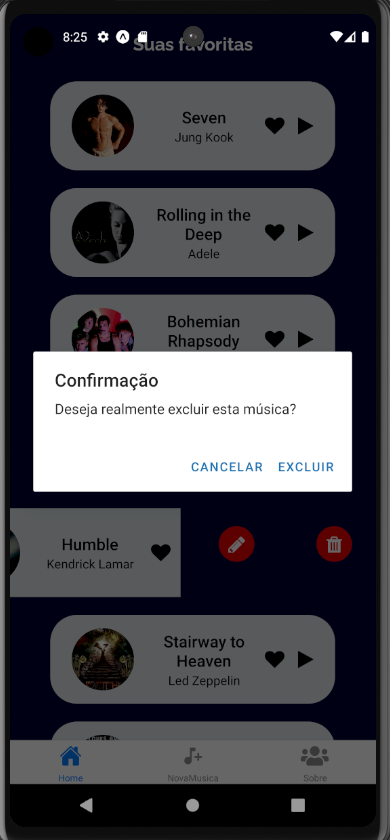 8:25
Suas favoritas
Seven
Jung Kook
Rolling in the
Deep
Adele
Bohemian
Rhapsody
Confirmação
Deseja realmente excluir esta música?
CANCELAR EXCLUIR
Humble
Kendrick Lamar
Stairway to
Heaven
Led Zeppelin
Home NovaMusica Sobre